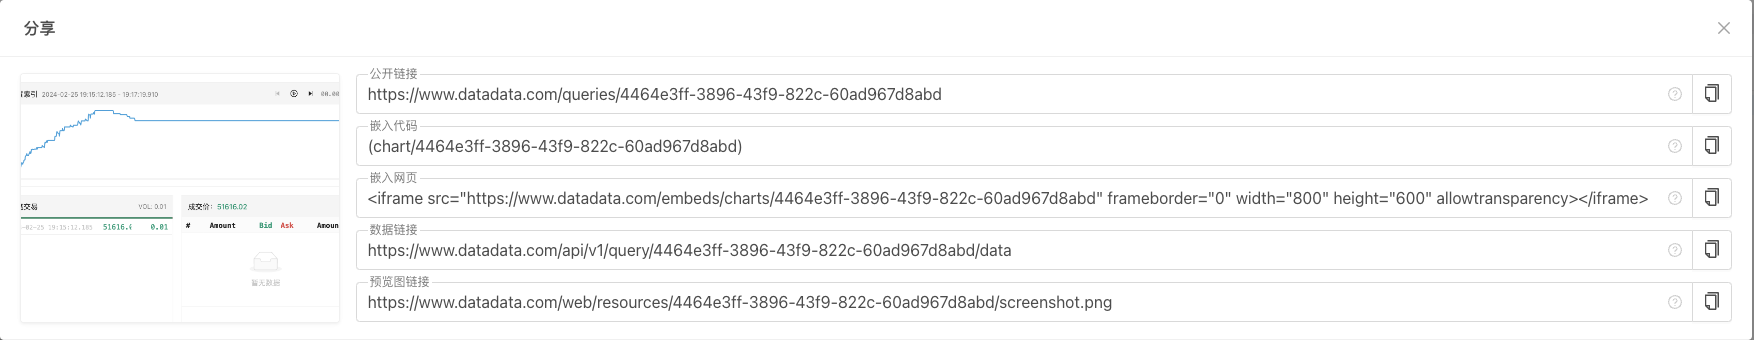 分享
索引 2024-02-25 19:15:12.185 - 19:17:19.910 00:00
交易 VOL: 0.01
-02-25 19:15:12.185 51616.( 0.01
成交价: 51616.02
# Amount Bid Ask Amoun
暂无数据
公开链接
https://www.datadata.com/queries/4464e3ff-3896-43f9-822c-60ad967d8abd
嵌入代码
(chart/4464e3ff-3896-43f9-822c-60ad967d8abd)
嵌入网页
<iframe src="https://www.datadata.com/embeds/charts/4464e3ff-3896-43f9-822c-60ad967d8abd" frameborder="0" width="800" height="600" allowtransparency></iframe>
数据链接
https://www.datadata.com/api/v1/query/4464e3ff-3896-43f9-822c-60ad967d8abd/data
预览图链接
https://www.datadata.com/web/resources/4464e3ff-3896-43f9-822c-60ad967d8abd/screenshot.png